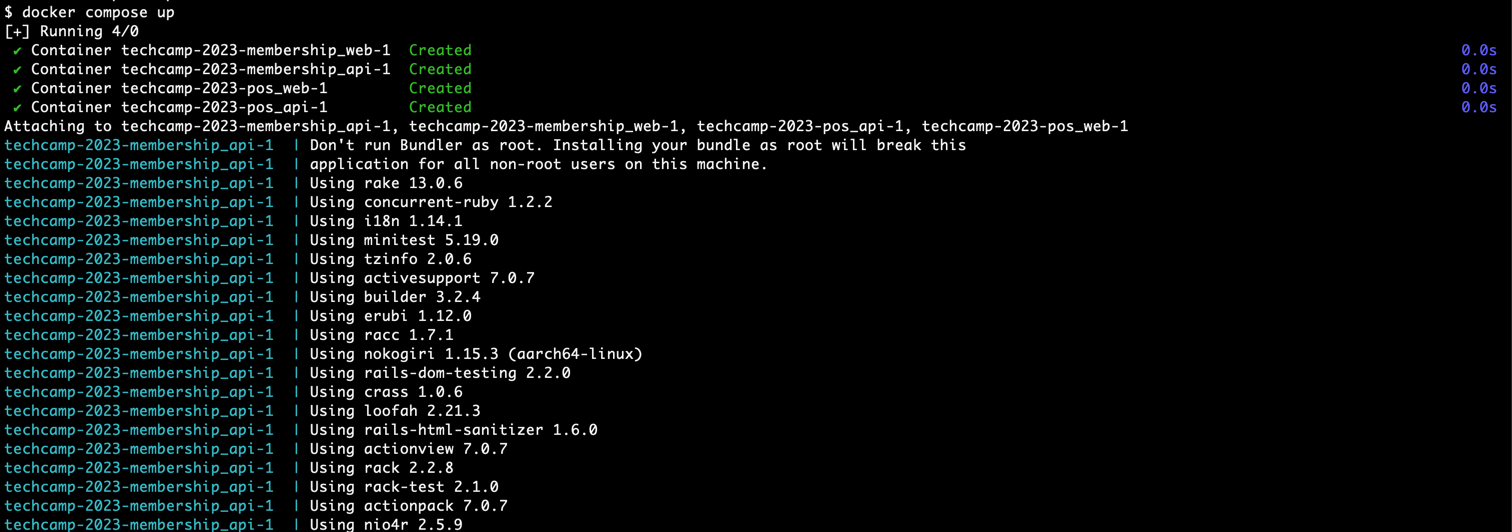 $ docker compose up
[+] Running 4/0
✔ Container techcamp-2023-membership_web-1  Created 0.0s
✔ Container techcamp-2023-membership_api-1  Created 0.0s
✔ Container techcamp-2023-pos_web-1         Created 0.0s
✔ Container techcamp-2023-pos_api-1         Created 0.0s
Attaching to techcamp-2023-membership_api-1, techcamp-2023-membership_web-1, techcamp-2023-pos_api-1, techcamp-2023-pos_web-1
techcamp-2023-membership_api-1  | Don't run Bundler as root. Installing your bundle as root will break this
techcamp-2023-membership_api-1  | application for all non-root users on this machine.
techcamp-2023-membership_api-1  | Using rake 13.0.6
techcamp-2023-membership_api-1  | Using concurrent-ruby 1.2.2
techcamp-2023-membership_api-1  | Using i18n 1.14.1
techcamp-2023-membership_api-1  | Using minitest 5.19.0
techcamp-2023-membership_api-1  | Using tzinfo 2.0.6
techcamp-2023-membership_api-1  | Using activesupport 7.0.7
techcamp-2023-membership_api-1  | Using builder 3.2.4
techcamp-2023-membership_api-1  | Using erubi 1.12.0
techcamp-2023-membership_api-1  | Using racc 1.7.1
techcamp-2023-membership_api-1  | Using nokogiri 1.15.3 (aarch64-linux)
techcamp-2023-membership_api-1  | Using rails-dom-testing 2.2.0
techcamp-2023-membership_api-1  | Using crass 1.0.6
techcamp-2023-membership_api-1  | Using loofah 2.21.3
techcamp-2023-membership_api-1  | Using rails-html-sanitizer 1.6.0
techcamp-2023-membership_api-1  | Using actionview 7.0.7
techcamp-2023-membership_api-1  | Using rack 2.2.8
techcamp-2023-membership_api-1  | Using rack-test 2.1.0
techcamp-2023-membership_api-1  | Using actionpack 7.0.7
techcamp-2023-membership_api-1  | Using nio4r 2.5.9